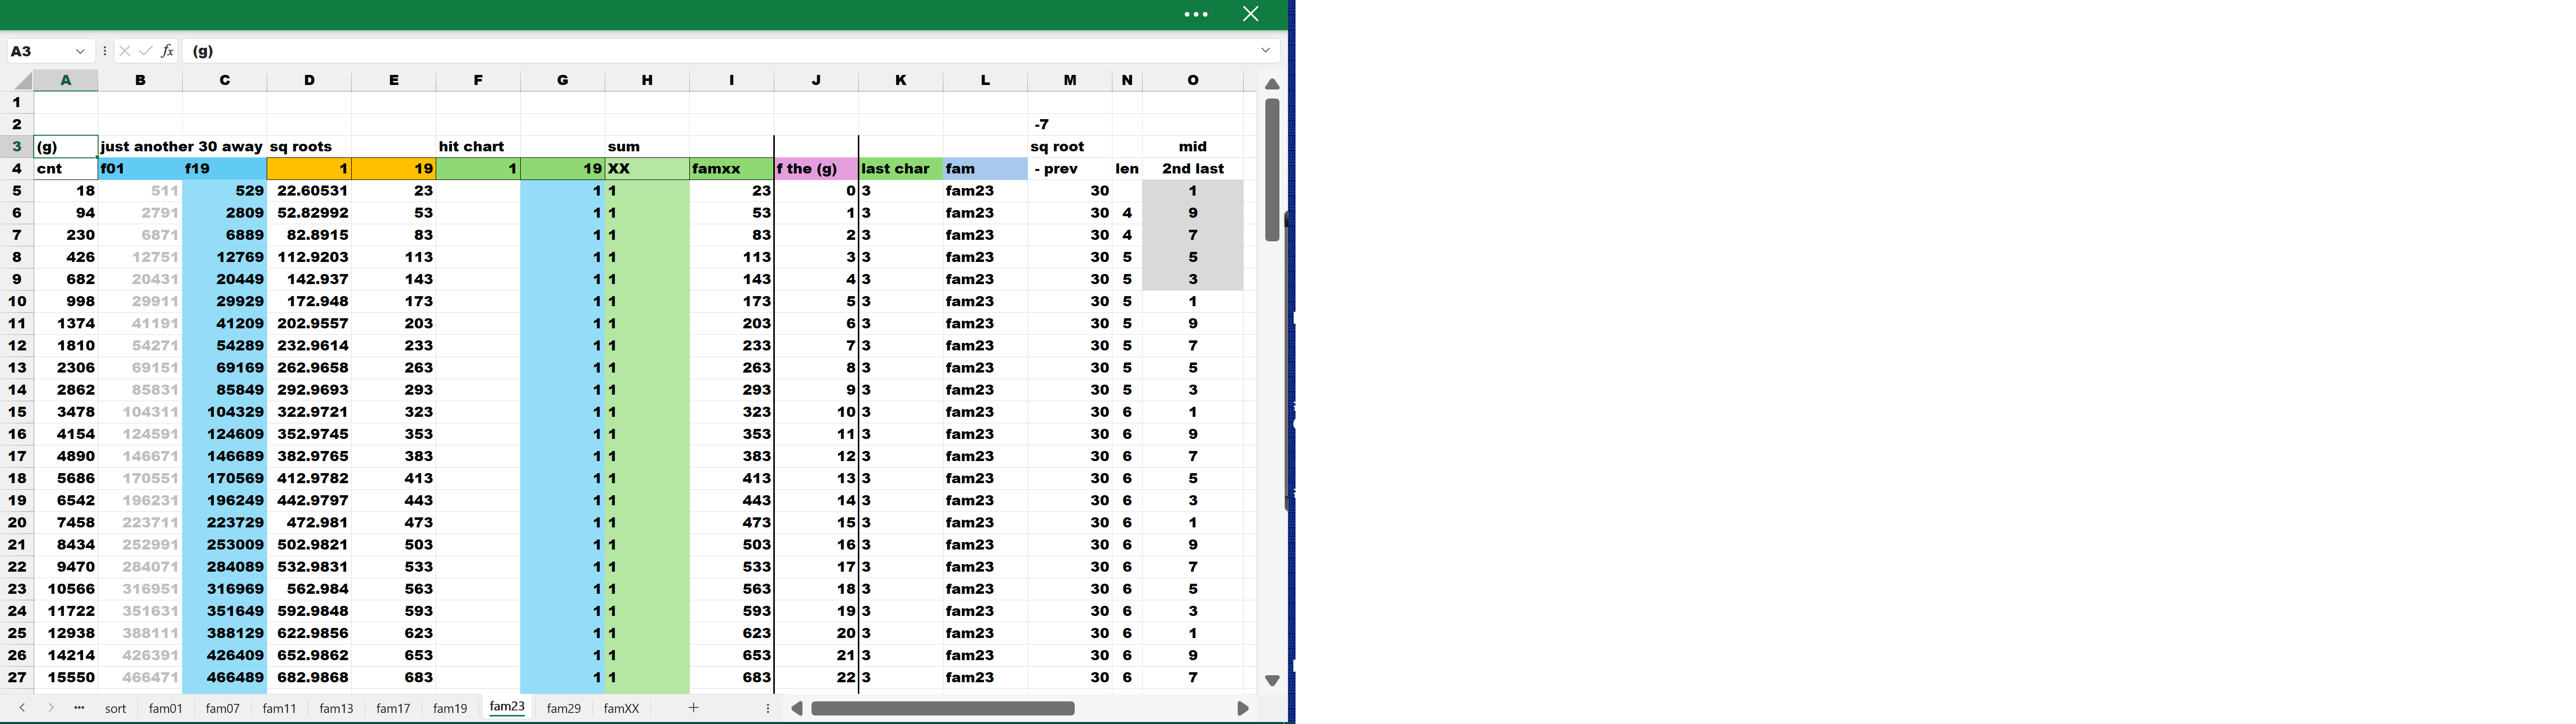 A3 fx (g)
A B C D E F G H I J K L M N O
1
2 -7
3 (g) just another 30 away sq roots hit chart sum sq root mid
4 cnt f01 f19 1 19 1 19 XX famxx f the (g) last char fam - prev len 2nd last
5 18 511 529 22.60531 23 1 1 23 0 3 fam23 30 1
6 94 2791 2809 52.82992 53 1 1 53 1 3 fam23 30 4 9
7 230 6871 6889 82.8915 83 1 1 83 2 3 fam23 30 4 7
8 426 12751 12769 112.9203 113 1 1 113 3 3 fam23 30 5 5
9 682 20431 20449 142.937 143 1 1 143 4 3 fam23 30 5 3
10 998 29911 29929 172.948 173 1 1 173 5 3 fam23 30 5 1
11 1374 41191 41209 202.9557 203 1 1 203 6 3 fam23 30 5 9
12 1810 54271 54289 232.9614 233 1 1 233 7 3 fam23 30 5 7
13 2306 69151 69169 262.9658 263 1 1 263 8 3 fam23 30 5 5
14 2862 85831 85849 292.9693 293 1 1 293 9 3 fam23 30 5 3
15 3478 104311 104329 322.9721 323 1 1 323 10 3 fam23 30 6 1
16 4154 124591 124609 352.9745 353 1 1 353 11 3 fam23 30 6 9
17 4890 146671 146689 382.9765 383 1 1 383 12 3 fam23 30 6 7
18 5686 170551 170569 412.9782 413 1 1 413 13 3 fam23 30 6 5
19 6542 196231 196249 442.9797 443 1 1 443 14 3 fam23 30 6 3
20 7458 223711 223729 472.981 473 1 1 473 15 3 fam23 30 6 1
21 8434 252991 253009 502.9821 503 1 1 503 16 3 fam23 30 6 9
22 9470 284071 284089 532.9831 533 1 1 533 17 3 fam23 30 6 7
23 10566 316951 316969 562.984 563 1 1 563 18 3 fam23 30 6 5
24 11722 351631 351649 592.9848 593 1 1 593 19 3 fam23 30 6 3
25 12938 388111 388129 622.9856 623 1 1 623 20 3 fam23 30 6 1
26 14214 426391 426409 652.9862 653 1 1 653 21 3 fam23 30 6 9
27 15550 466471 466489 682.9868 683 1 1 683 22 3 fam23 30 6 7
sort fam01 fam07 fam11 fam13 fam17 fam19 fam23 fam29 famXX